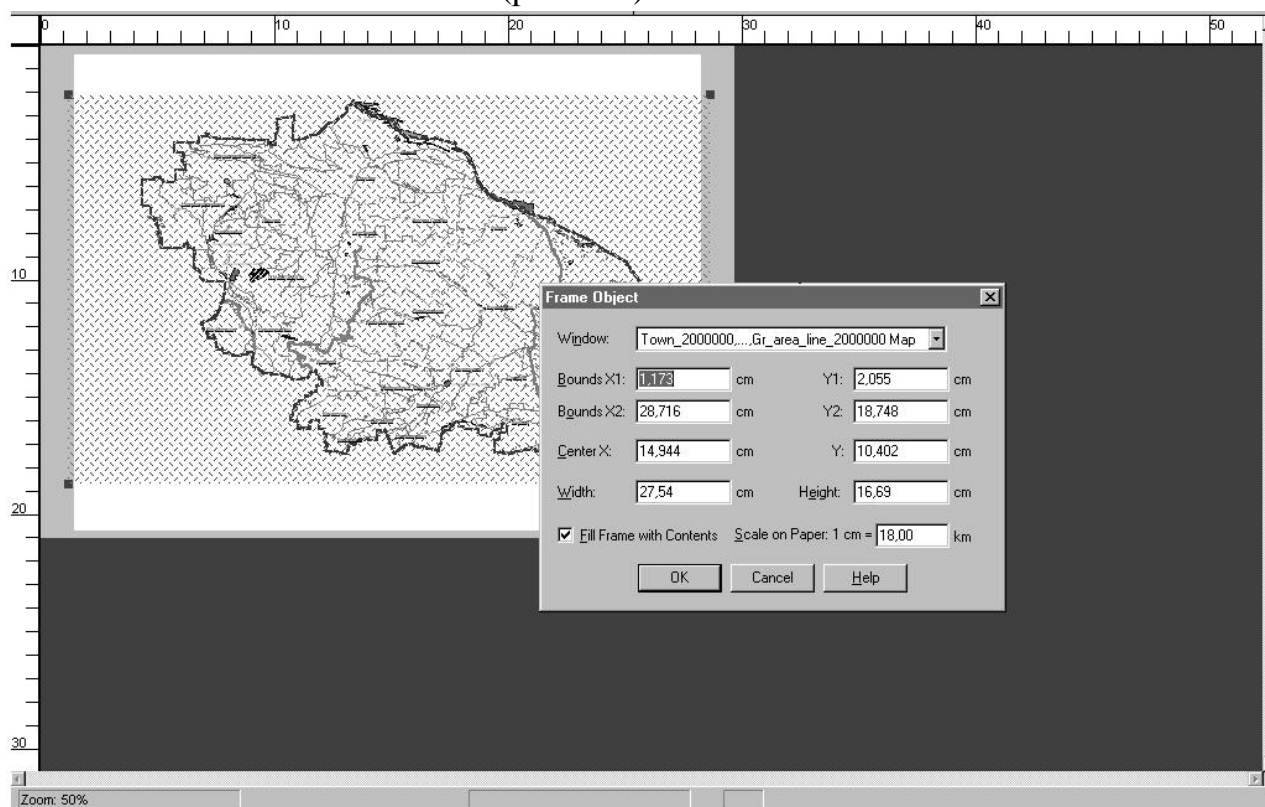 0 10 20 30 40 50
10
20
30
Frame Object
Window: Town_2000000,...,Gr_area_line_2000000 Map
Bounds X1: 1,173 cm Y1: 2,055 cm
Bounds X2: 28,716 cm Y2: 18,748 cm
Center X: 14,944 cm Y: 10,402 cm
Width: 27,54 cm Height: 16,69 cm
Fill Frame with Contents Scale on Paper: 1 cm = 18,00 km
OK Cancel Help
Zoom: 50%